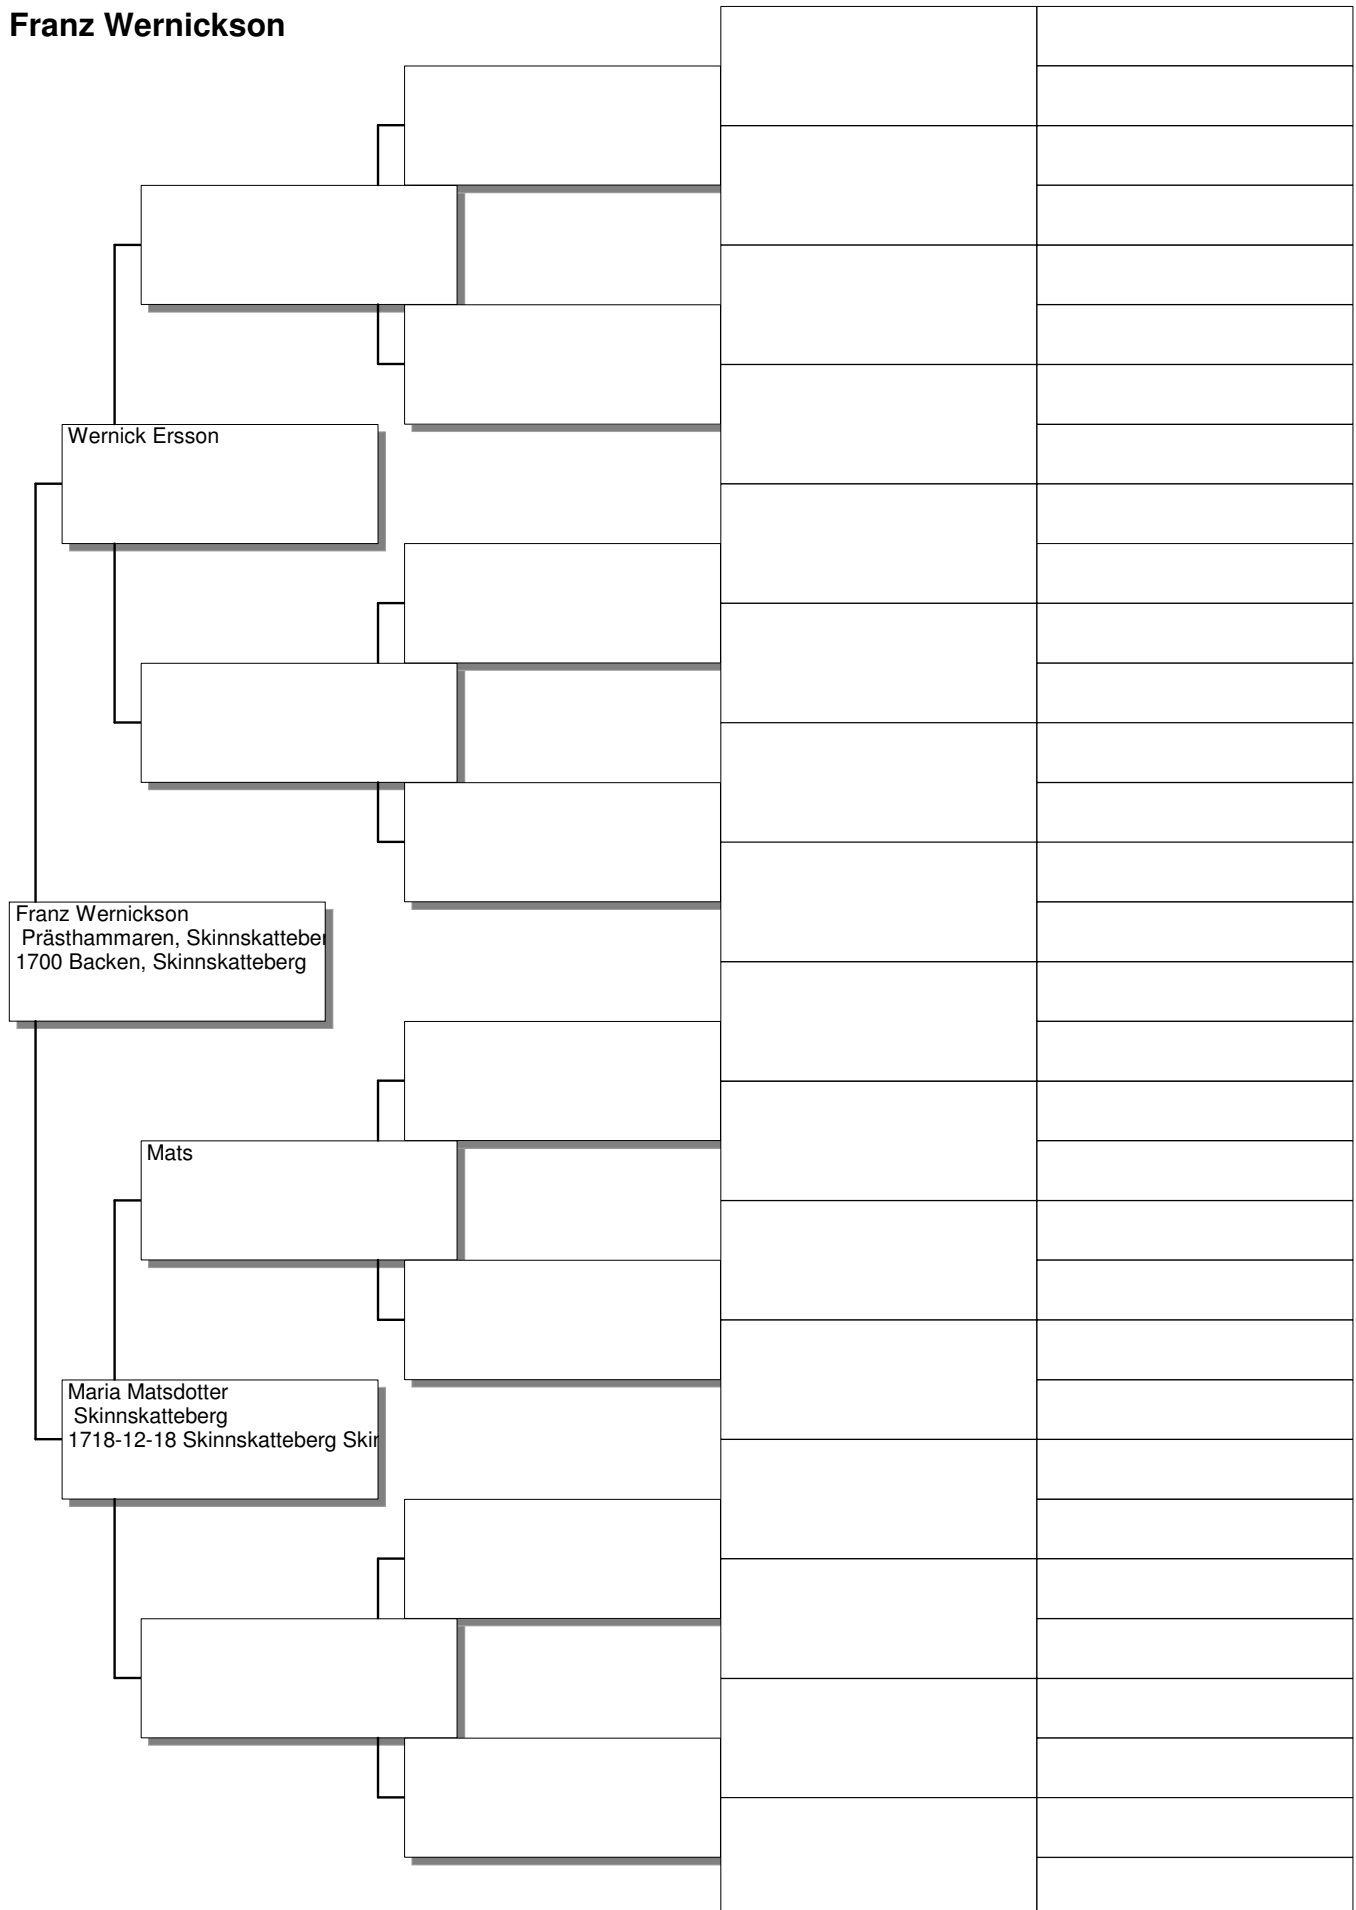 Franz Wernickson
Wernick Ersson
Franz Wernickson
Prästhammaren, Skinnskatteber
1700 Backen, Skinnskatteberg
Mats
Maria Matsdotter
Skinnskatteberg
1718-12-18 Skinnskatteberg Skin